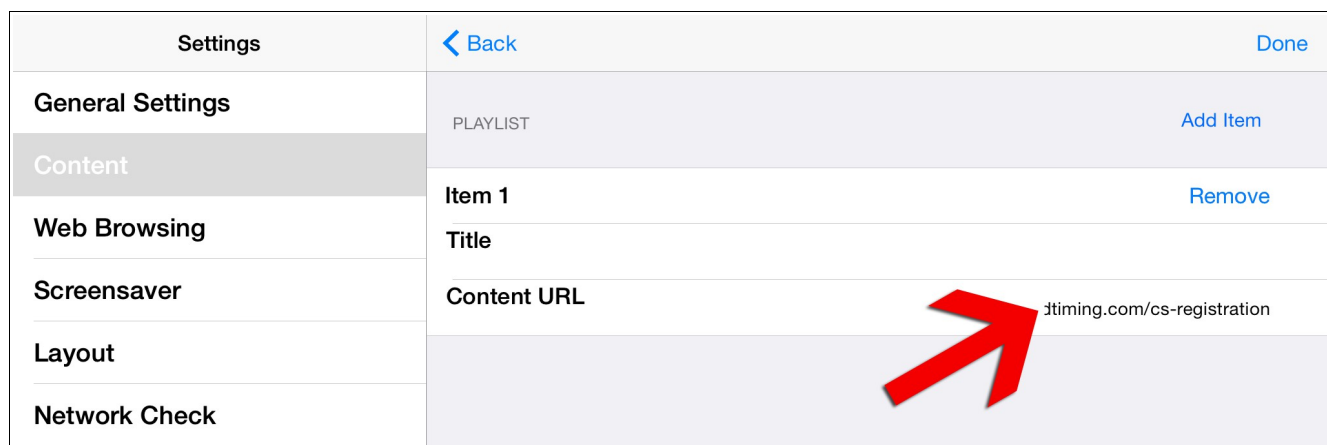 Settings
Back
Done
General Settings
PLAYLIST
Add Item
Content
Item 1
Remove
Web Browsing
Title
Screensaver
Content URL
dtiming.com/cs-registration
Layout
Network Check